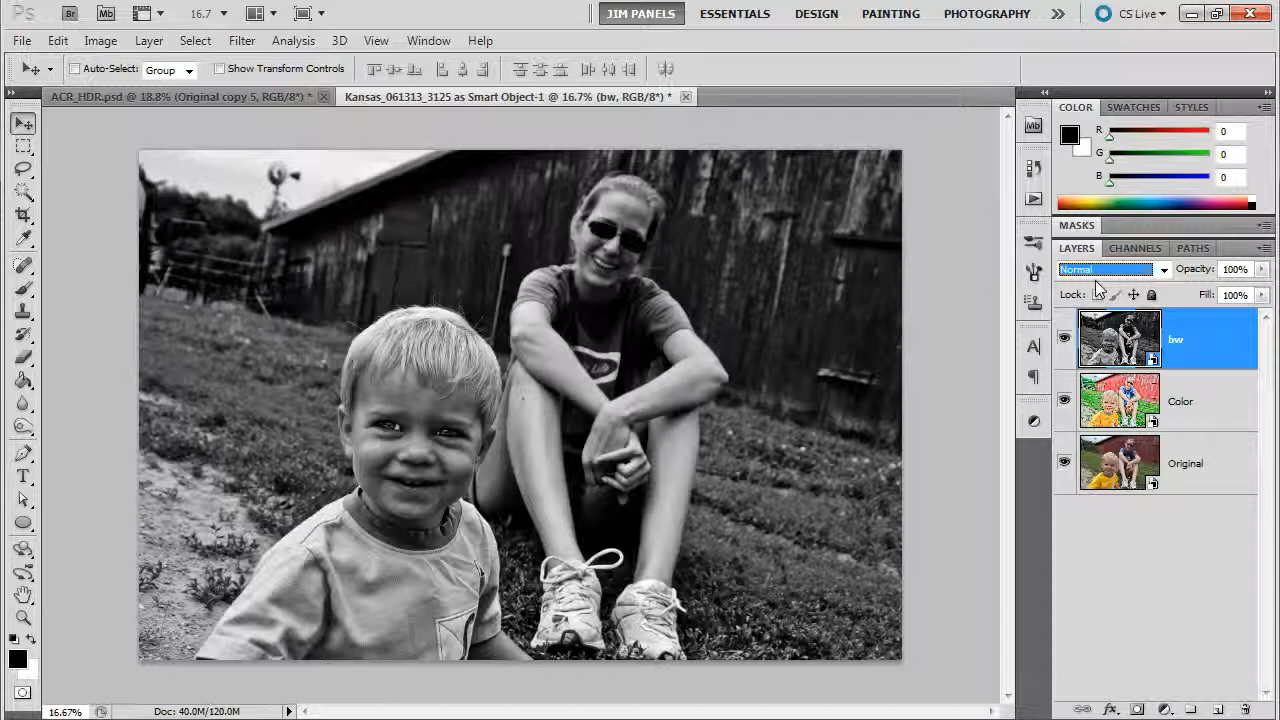 Ps Br Mb 16.7 JIM PANELS ESSENTIALS DESIGN PAINTING PHOTOGRAPHY CS Live
File Edit Image Layer Select Filter Analysis 3D View Window Help
Auto-Select: Group Show Transform Controls
ACR_HDR.psd @ 18.8% (Original copy 5, RGB/8*) * Kansas_061313_3125 as Smart Object-1 @ 16.7% (bw, RGB/8*) *
COLOR SWATCHES STYLES
Mb
R 0
G 0
B 0
MASKS
LAYERS CHANNELS PATHS
Normal Opacity: 100%
Lock: Fill: 100%
bw
Color
Original
16.67% Doc: 40.0M/120.0M